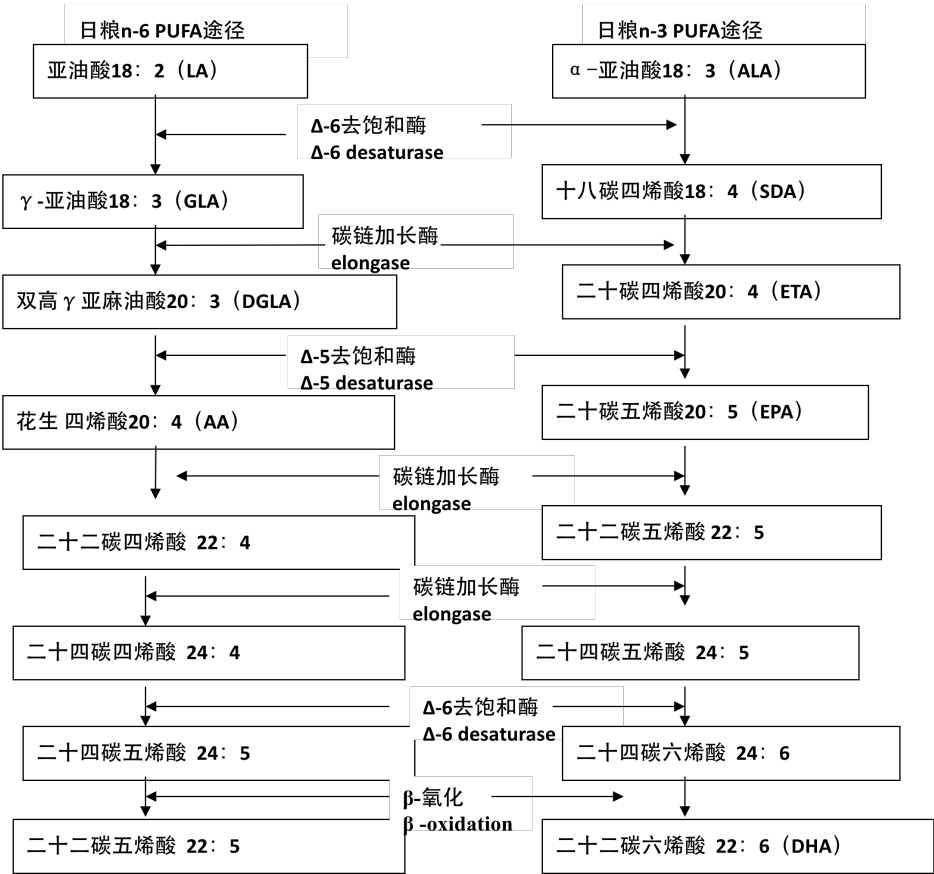 日粮n-6 PUFA途径
日粮n-3 PUFA途径
亚油酸18：2（LA）
α-亚油酸18：3（ALA）
Δ-6去饱和酶
Δ-6 desaturase
γ-亚油酸18：3（GLA）
十八碳四烯酸18：4（SDA）
碳链加长酶
elongase
双高γ亚麻油酸20：3（DGLA）
二十碳四烯酸20：4（ETA）
Δ-5去饱和酶
Δ-5 desaturase
花生 四烯酸20：4（AA）
二十碳五烯酸20：5（EPA）
碳链加长酶
elongase
二十二碳四烯酸 22：4
二十二碳五烯酸 22：5
碳链加长酶
elongase
二十四碳四烯酸 24：4
二十四碳五烯酸 24：5
Δ-6去饱和酶
Δ-6 desaturase
二十四碳五烯酸 24：5
二十四碳六烯酸 24：6
β-氧化
β -oxidation
二十二碳五烯酸 22：5
二十二碳六烯酸 22：6（DHA）